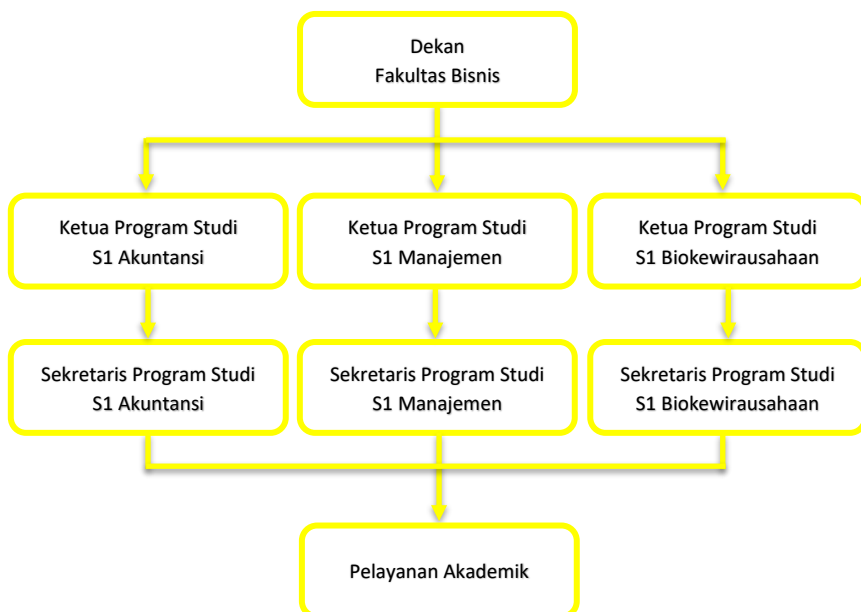 Dekan
Fakultas Bisnis
Ketua Program Studi
S1 Akuntansi
Ketua Program Studi
S1 Manajemen
Ketua Program Studi
S1 Biokewirausahaan
Sekretaris Program Studi
S1 Akuntansi
Sekretaris Program Studi
S1 Manajemen
Sekretaris Program Studi
S1 Biokewirausahaan
Pelayanan Akademik